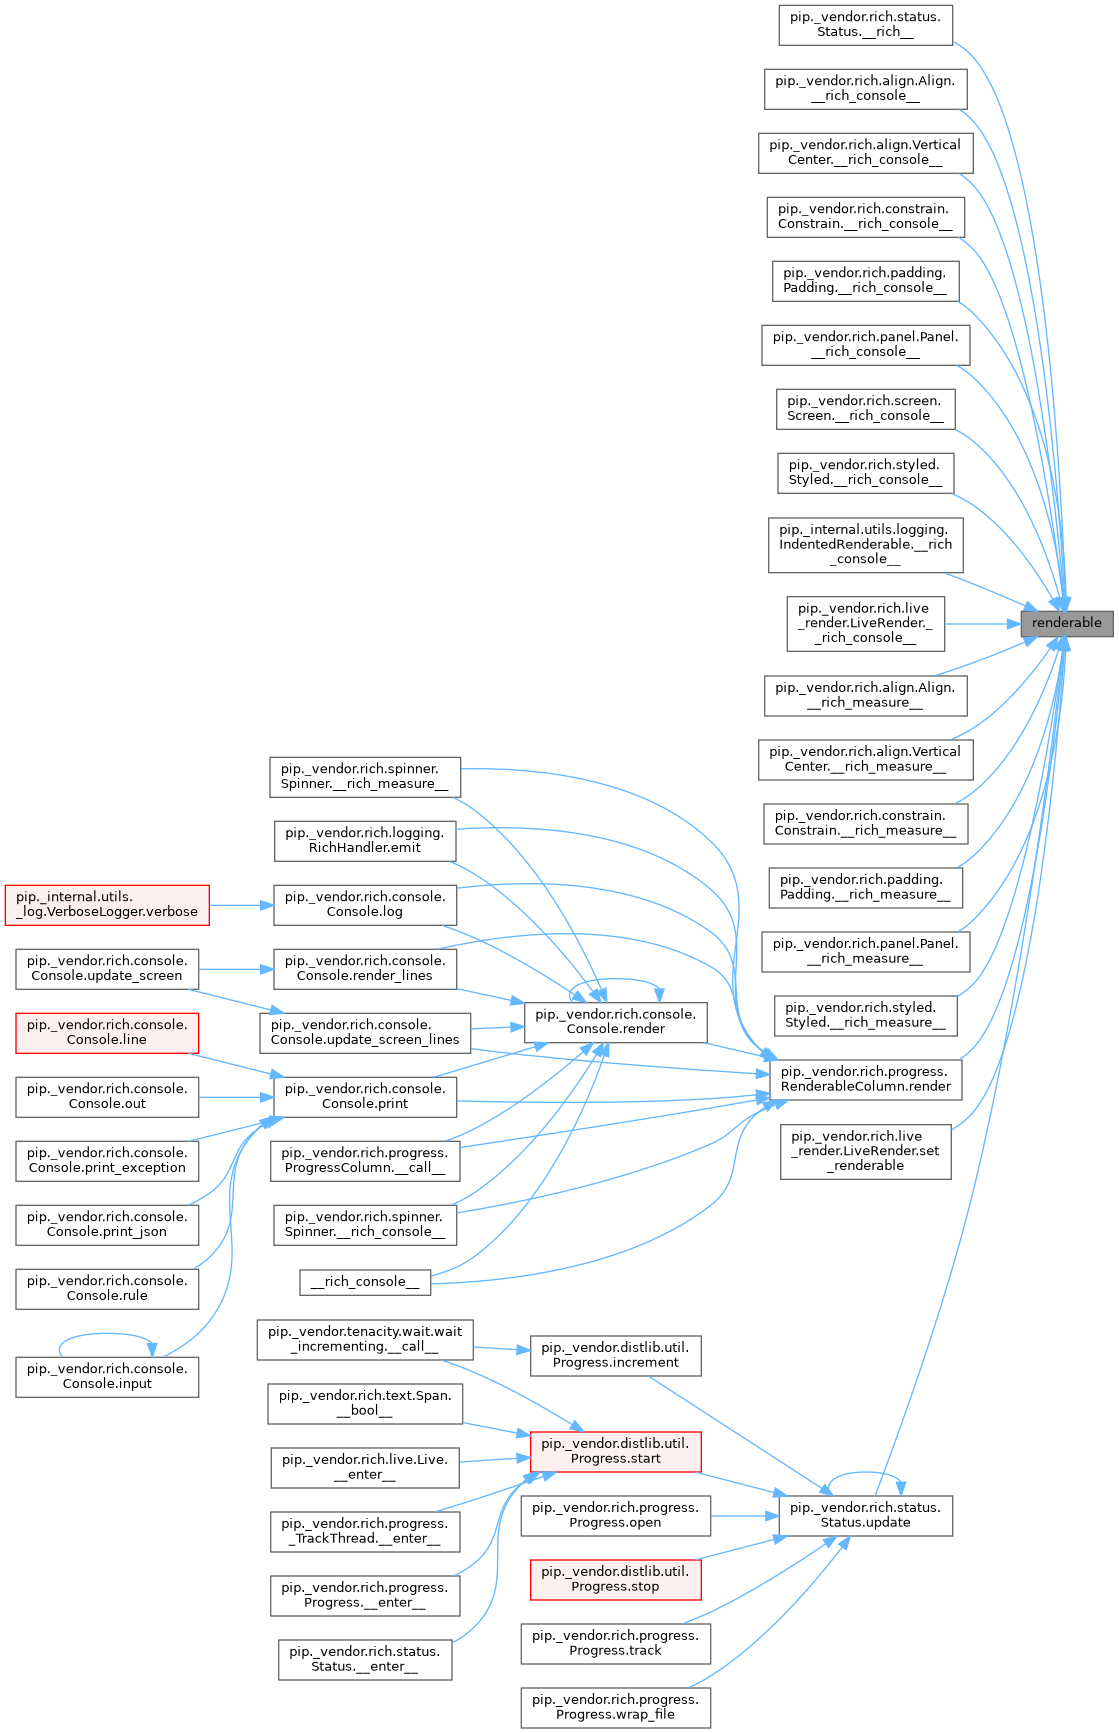 pip._vendor.rich.status.
Status.__rich__
pip._vendor.rich.align.Align.
__rich_console__
pip._vendor.rich.align.Vertical
Center.__rich_console__
pip._vendor.rich.constrain.
Constrain.__rich_console__
pip._vendor.rich.padding.
Padding.__rich_console__
pip._vendor.rich.panel.Panel.
__rich_console__
pip._vendor.rich.screen.
Screen.__rich_console__
pip._vendor.rich.styled.
Styled.__rich_console__
pip._internal.utils.logging.
IndentedRenderable.__rich
_console__
pip._vendor.rich.live
_render.LiveRender._
_rich_console__
renderable
pip._vendor.rich.align.Align.
__rich_measure__
pip._vendor.rich.align.Vertical
Center.__rich_measure__
pip._vendor.rich.constrain.
Constrain.__rich_measure__
pip._vendor.rich.padding.
Padding.__rich_measure__
pip._vendor.rich.panel.Panel.
__rich_measure__
pip._vendor.rich.styled.
Styled.__rich_measure__
pip._vendor.rich.progress.
RenderableColumn.render
pip._vendor.rich.live
_render.LiveRender.set
_renderable
pip._vendor.rich.status.
Status.update
pip._vendor.rich.console.
Console.render
pip._vendor.rich.spinner.
Spinner.__rich_measure__
pip._vendor.rich.logging.
RichHandler.emit
pip._vendor.rich.console.
Console.log
pip._vendor.rich.console.
Console.render_lines
pip._vendor.rich.console.
Console.update_screen_lines
pip._vendor.rich.console.
Console.print
pip._vendor.rich.progress.
ProgressColumn.__call__
pip._vendor.rich.spinner.
Spinner.__rich_console__
__rich_console__
pip._internal.utils.
_log.VerboseLogger.verbose
pip._vendor.rich.console.
Console.update_screen
pip._vendor.rich.console.
Console.line
pip._vendor.rich.console.
Console.out
pip._vendor.rich.console.
Console.print_exception
pip._vendor.rich.console.
Console.print_json
pip._vendor.rich.console.
Console.rule
pip._vendor.rich.console.
Console.input
pip._vendor.distlib.util.
Progress.increment
pip._vendor.distlib.util.
Progress.start
pip._vendor.rich.progress.
Progress.open
pip._vendor.distlib.util.
Progress.stop
pip._vendor.rich.progress.
Progress.track
pip._vendor.rich.progress.
Progress.wrap_file
pip._vendor.tenacity.wait.wait
_incrementing.__call__
pip._vendor.rich.text.Span.
__bool__
pip._vendor.rich.live.Live.
__enter__
pip._vendor.rich.progress.
_TrackThread.__enter__
pip._vendor.rich.progress.
Progress.__enter__
pip._vendor.rich.status.
Status.__enter__